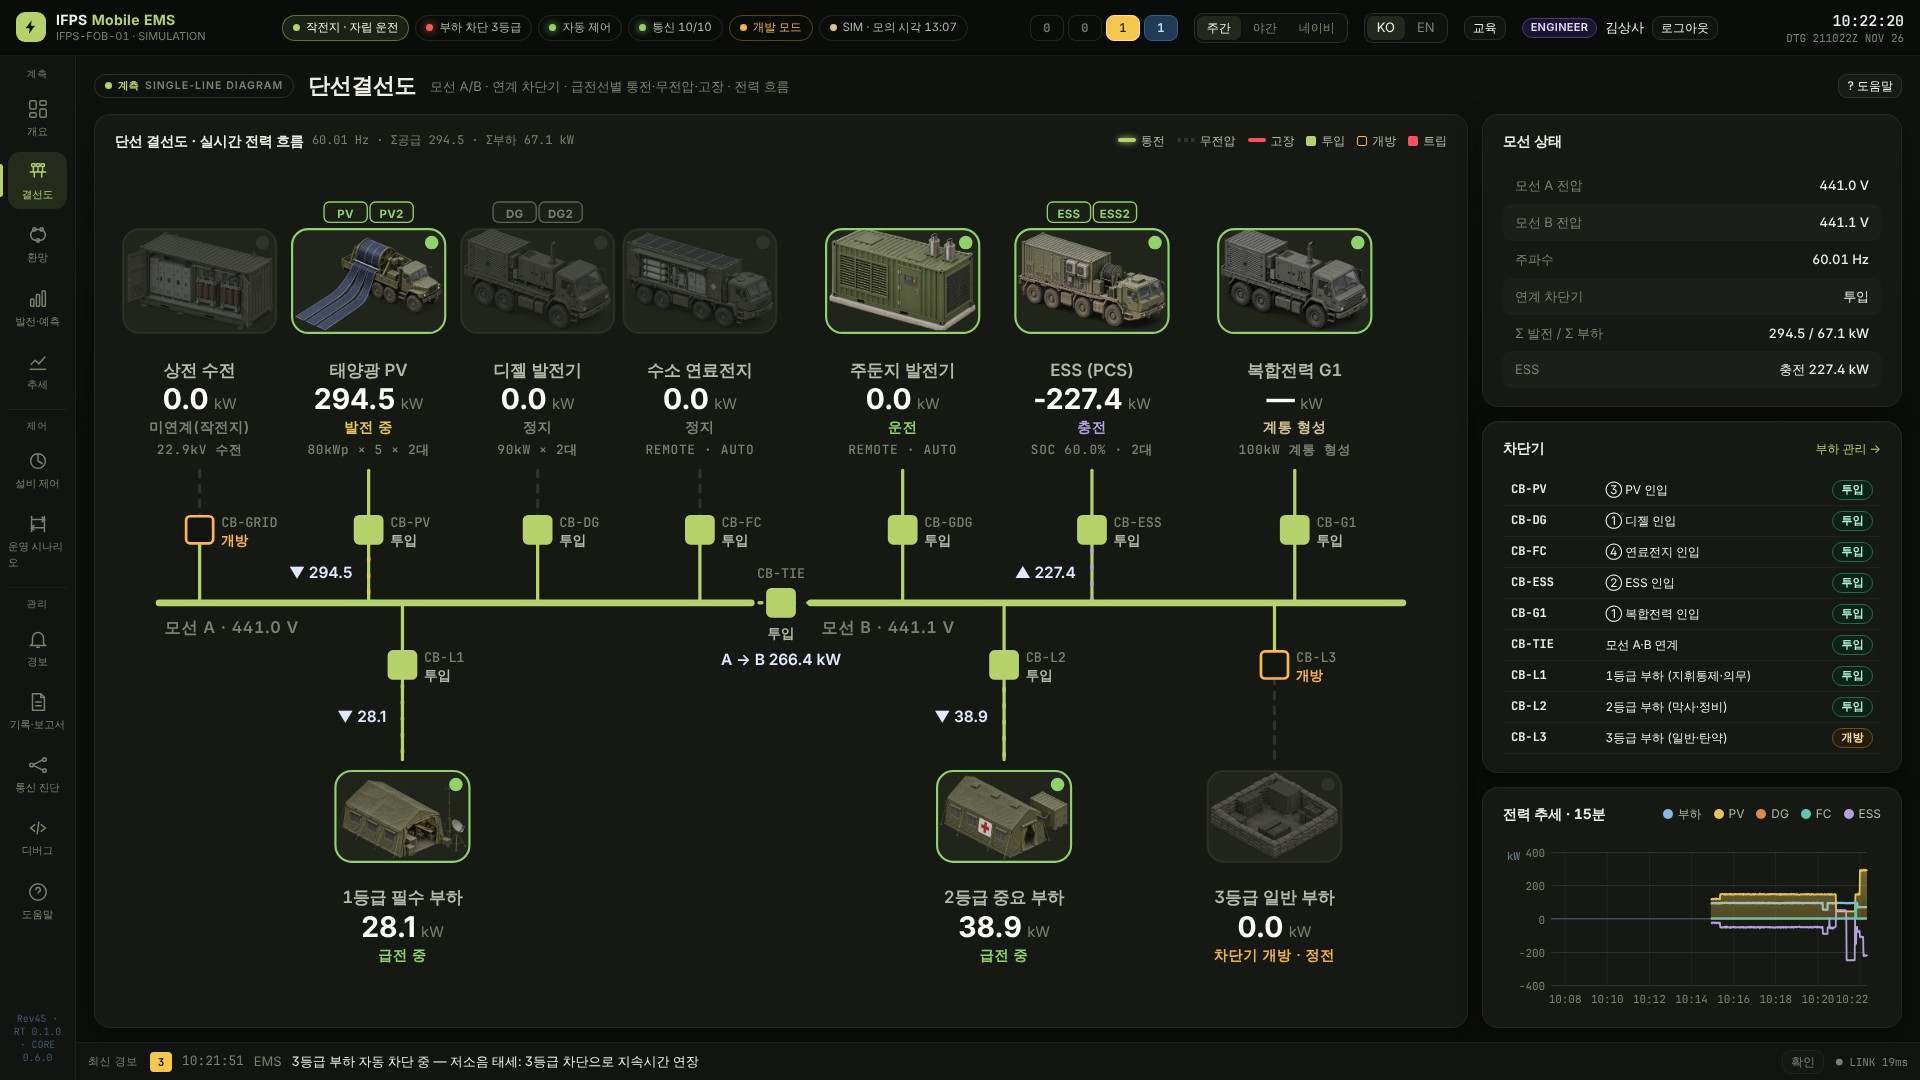 IFPS Mobile EMS
IFPS-FOB-01 · SIMULATION
작전지 · 자립 운전
부하 차단 3등급
자동 제어
통신 10/10
개발 모드
SIM · 모의 시각 13:07
0 0 1 1
주간 야간 네이비
KO EN
교육
ENGINEER 김상사 로그아웃
10:22:20
DTG 211022Z NOV 26
계측
개요
결선도
환망
발전·예측
추세
제어
설비 제어
운영 시나리오
관리
경보
기록·보고서
통신 진단
디버그
도움말
Rev45 ·
RT 0.1.0
· CORE
0.6.0
계측 SINGLE-LINE DIAGRAM
단선결선도
모선 A/B · 연계 차단기 · 급전선별 통전·무전압·고장 · 전력 흐름
? 도움말
단선 결선도 · 실시간 전력 흐름 60.01 Hz · Σ공급 294.5 · Σ부하 67.1 kW
통전 무전압 고장 투입 개방 트립
PV PV2
DG DG2
ESS ESS2
상전 수전
0.0 kW
미연계(작전지)
22.9kV 수전
태양광 PV
294.5 kW
발전 중
80kWp × 5 × 2대
디젤 발전기
0.0 kW
정지
90kW × 2대
수소 연료전지
0.0 kW
정지
REMOTE · AUTO
주둔지 발전기
0.0 kW
운전
REMOTE · AUTO
ESS (PCS)
-227.4 kW
충전
SOC 60.0% · 2대
복합전력 G1
— kW
계통 형성
100kW 계통 형성
CB-GRID
개방
CB-PV
투입
CB-DG
투입
CB-FC
투입
CB-GDG
투입
CB-ESS
투입
CB-G1
투입
▼ 294.5
▲ 227.4
CB-TIE
투입
모선 A · 441.0 V
모선 B · 441.1 V
A → B 266.4 kW
CB-L1
투입
CB-L2
투입
CB-L3
개방
▼ 28.1
▼ 38.9
1등급 필수 부하
28.1 kW
급전 중
2등급 중요 부하
38.9 kW
급전 중
3등급 일반 부하
0.0 kW
차단기 개방 · 정전
모선 상태
모선 A 전압 441.0 V
모선 B 전압 441.1 V
주파수 60.01 Hz
연계 차단기 투입
Σ 발전 / Σ 부하 294.5 / 67.1 kW
ESS 충전 227.4 kW
차단기 부하 관리 →
CB-PV ③ PV 인입 투입
CB-DG ① 디젤 인입 투입
CB-FC ④ 연료전지 인입 투입
CB-ESS ② ESS 인입 투입
CB-G1 ① 복합전력 인입 투입
CB-TIE 모선 A·B 연계 투입
CB-L1 1등급 부하 (지휘통제·의무) 투입
CB-L2 2등급 부하 (막사·정비) 투입
CB-L3 3등급 부하 (일반·탄약) 개방
전력 추세 · 15분
부하 PV DG FC ESS
kW 400
200
0
-200
-400
10:08 10:10 10:12 10:14 10:16 10:18 10:20 10:22
최신 경보 3 10:21:51 EMS 3등급 부하 자동 차단 중 — 저소음 태세: 3등급 차단으로 지속시간 연장
확인
LINK 19ms